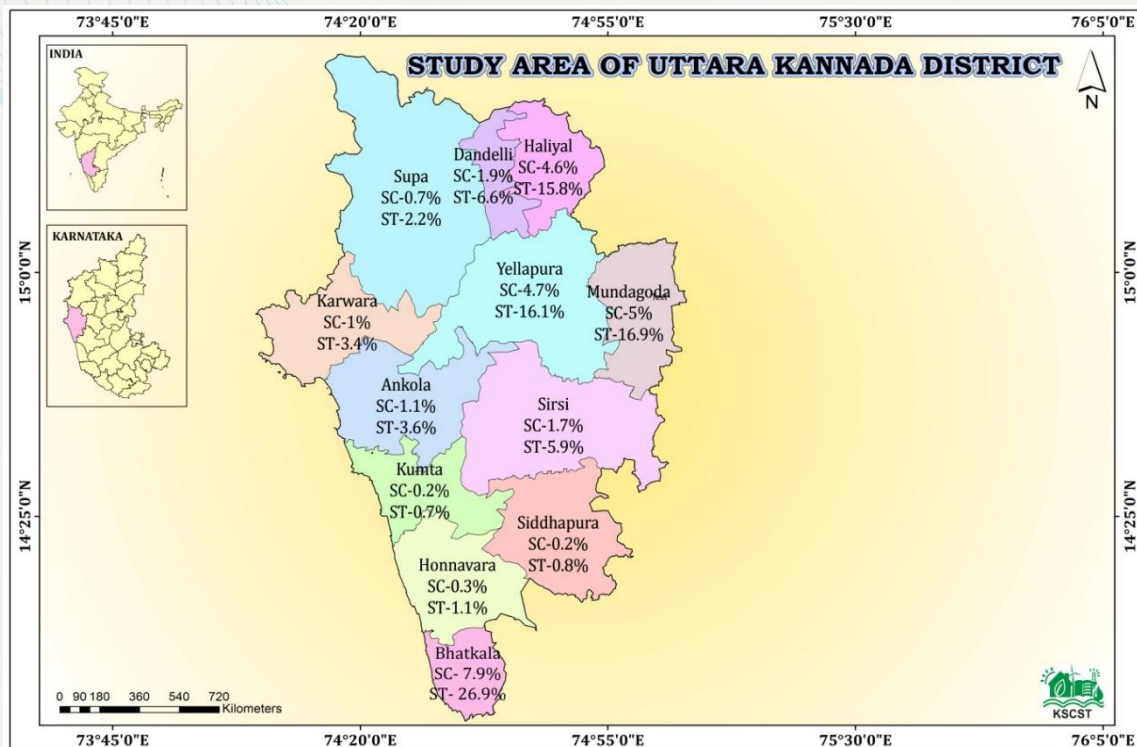 73°45'0"E 74°20'0"E 74°55'0"E 75°30'0"E 76°5'0"E
INDIA
STUDY AREA OF UTTARA KANNADA DISTRICT
N
KARNATAKA
Supa
SC-0.7%
ST-2.2%
Dandelli
SC-1.9%
ST-6.6%
Haliyal
SC-4.6%
ST-15.8%
15°0'0"N
15°0'0"N
Yellapura
SC-4.7%
ST-16.1%
Mundagoda
Text
SC-5%
ST-16.9%
Karwara
SC-1%
ST-3.4%
Ankola
SC-1.1%
ST-3.6%
Sirsi
SC-1.7%
ST-5.9%
Kumta
SC-0.2%
ST-0.7%
14°25'0"N
14°25'0"N
Siddhapura
SC-0.2%
ST-0.8%
Honnavara
SC-0.3%
ST-1.1%
Bhatkala
SC- 7.9%
ST- 26.9%
0 90 180 360 540 720
Kilometers
KSCST
73°45'0"E 74°20'0"E 74°55'0"E 75°30'0"E 76°5'0"E